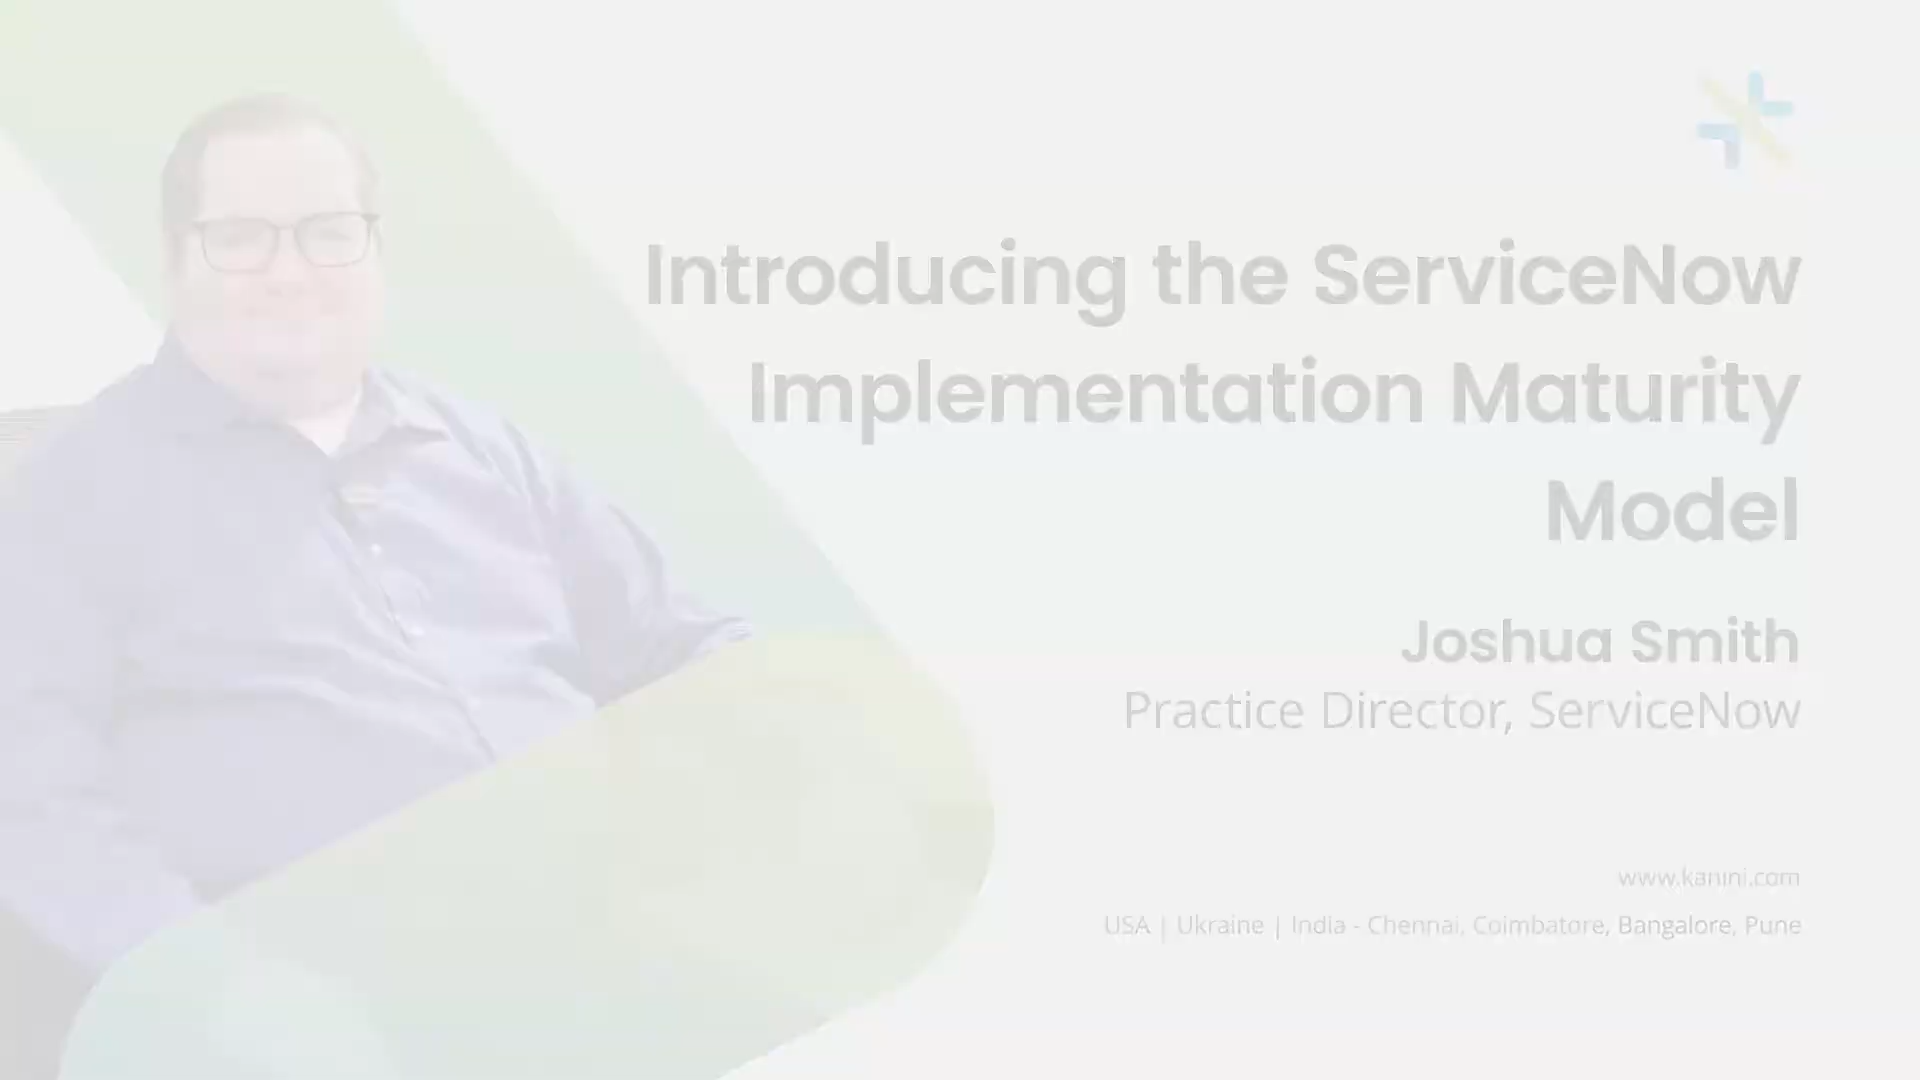 Introducing the ServiceNow
Implementation Maturity
Model
Joshua Smith
Practice Director, ServiceNow
www.kanini.com
USA | Ukraine | India - Chennai, Coimbatore, Bangalore, Pune